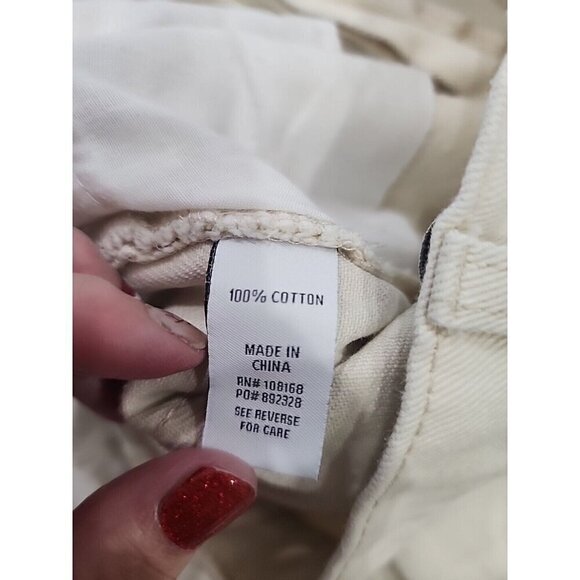 100% COTTON
MADE IN
CHINA
RN# 108168
PO# 892328
SEE REVERSE
FOR CARE